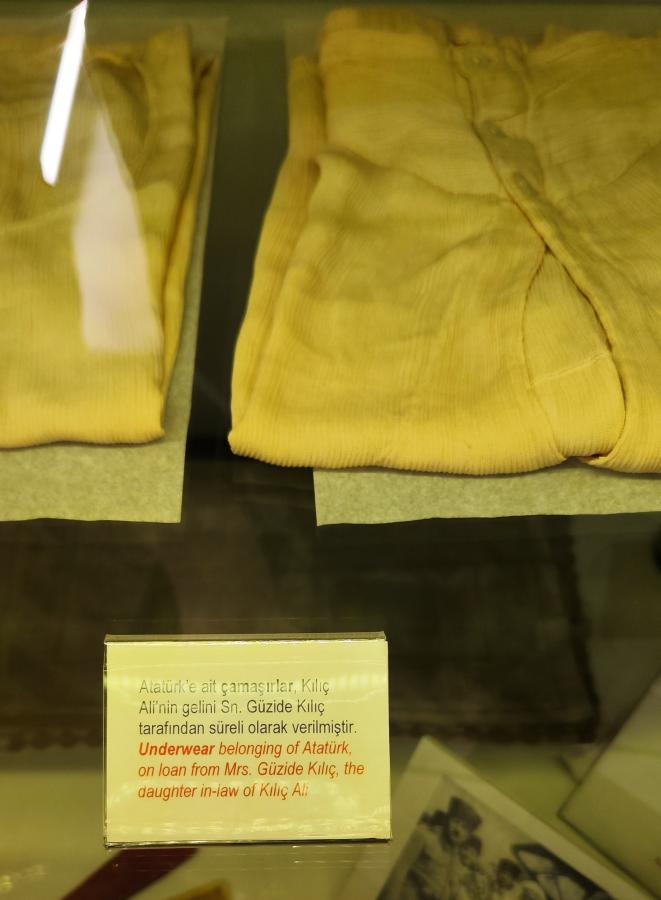 Atatürk'e ait çamaşırlar, Kılıç
Ali'nin gelini Sn. Güzide Kılıç
tarafından süreli olarak verilmiştir.
Underwear belonging of Atatürk,
on loan from Mrs. Güzide Kılıç, the
daughter in-law of Kılıç Ali